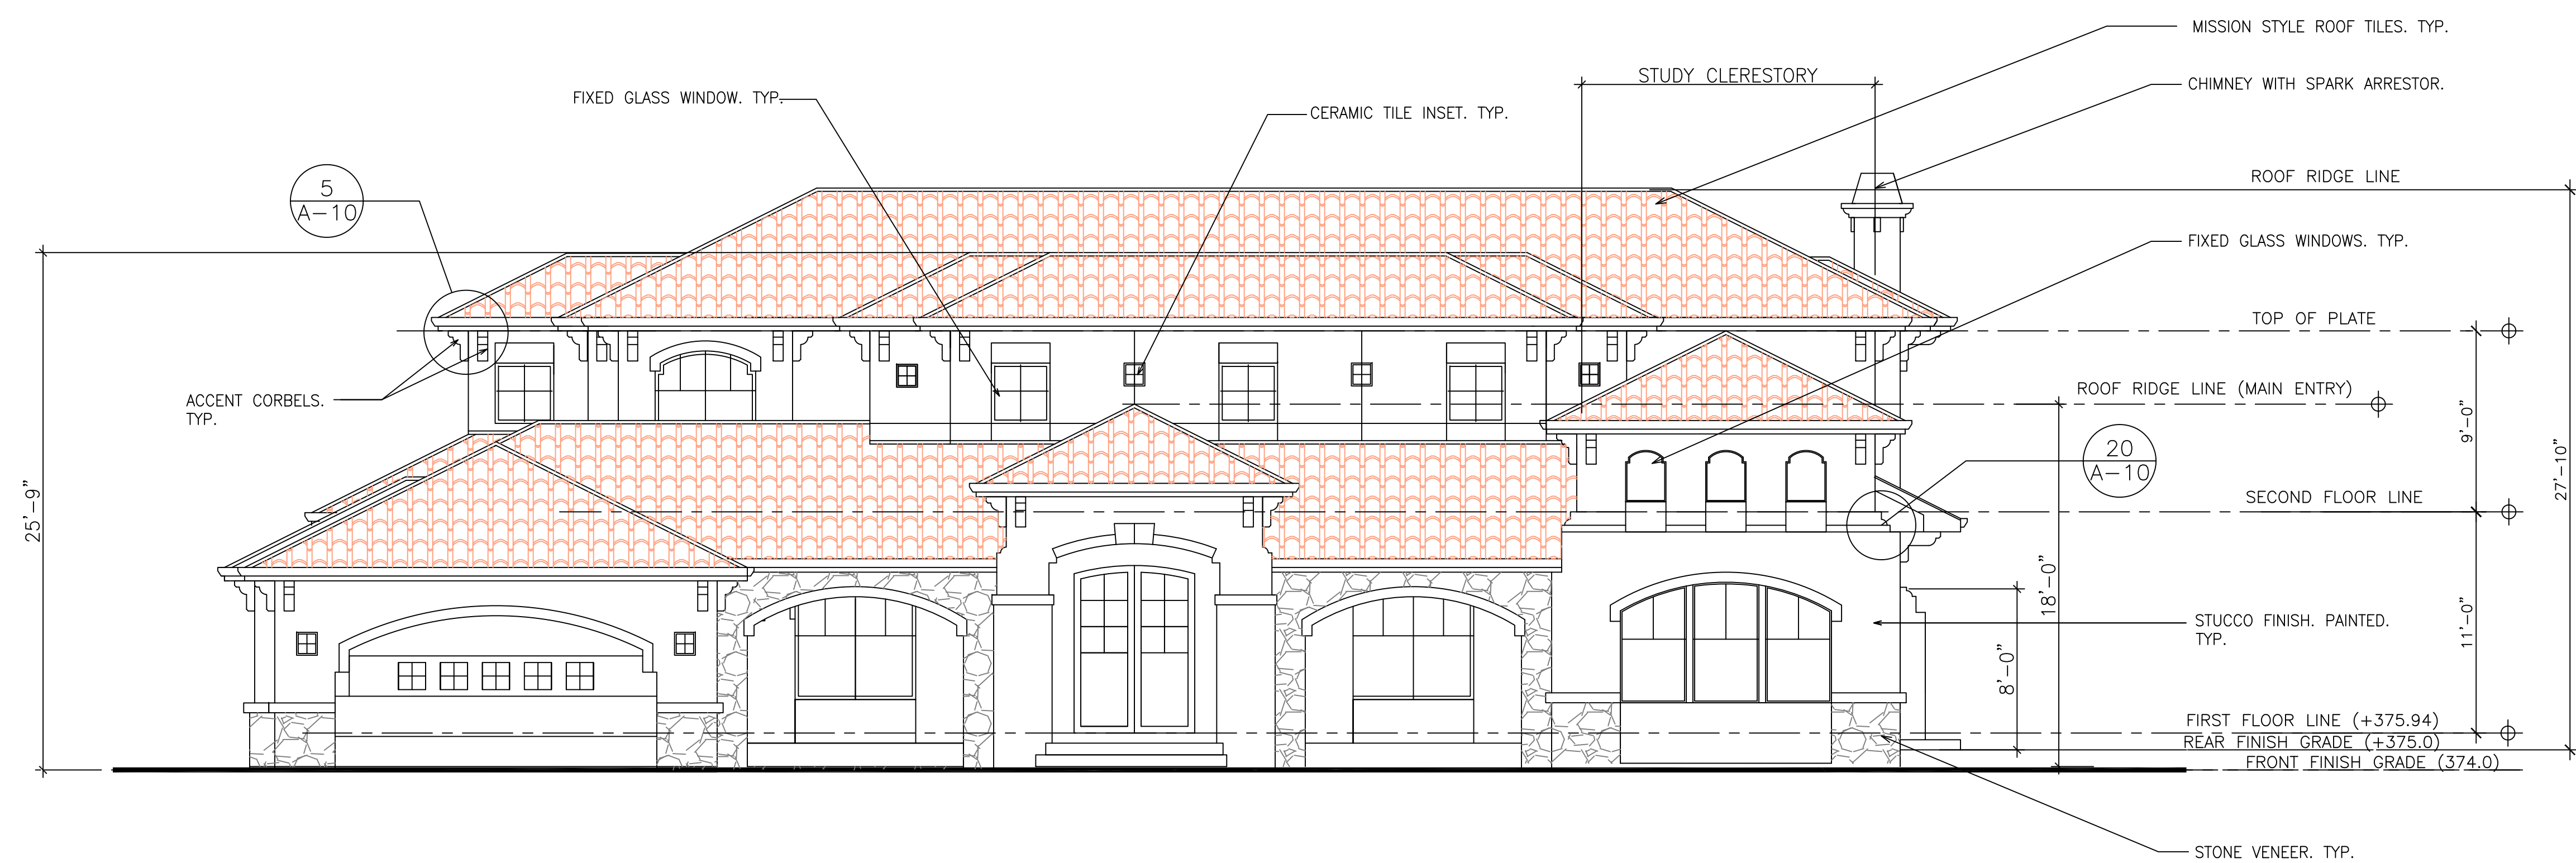 MISSION STYLE ROOF TILES. TYP.
STUDY CLERESTORY
CHIMNEY WITH SPARK ARRESTOR.
FIXED GLASS WINDOW. TYP.
CERAMIC TILE INSET. TYP.
ROOF RIDGE LINE
5
A-10
FIXED GLASS WINDOWS. TYP.
TOP OF PLATE
ROOF RIDGE LINE (MAIN ENTRY)
ACCENT CORBELS.
TYP.
9'-0"
20
A-10
27'-10"
25'-9"
SECOND FLOOR LINE
18'-0"
11'-0"
STUCCO FINISH. PAINTED.
TYP.
8'-0"
FIRST FLOOR LINE (+375.94)
REAR FINISH GRADE (+375.0)
FRONT FINISH GRADE (374.0)
STONE VENEER. TYP.